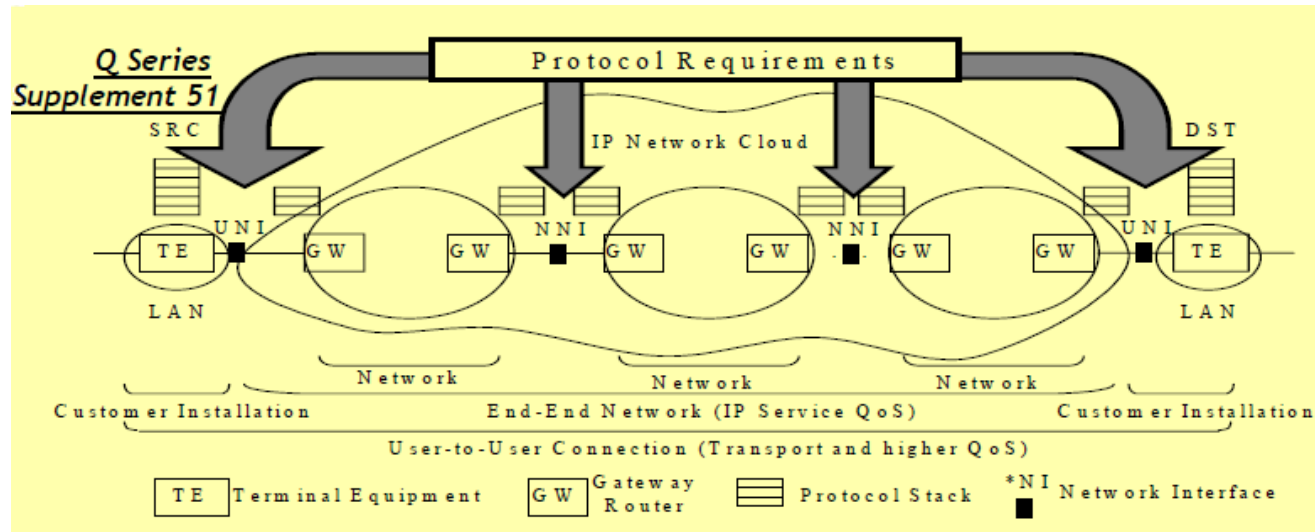 Q Series
Supplement 51
Protocol Requirements
SRC
DST
IP Network Cloud
UNI
NNI
NNI
UNI
TE
GW
GW
GW
GW
GW
GW
TE
LAN
LAN
Network
Network
Network
Customer Installation
End-End Network (IP Service QoS)
Customer Installation
User-to-User Connection (Transport and higher QoS)
TE
Terminal Equipment
GW
Gateway
Router
Protocol Stack
*NI
Network Interface